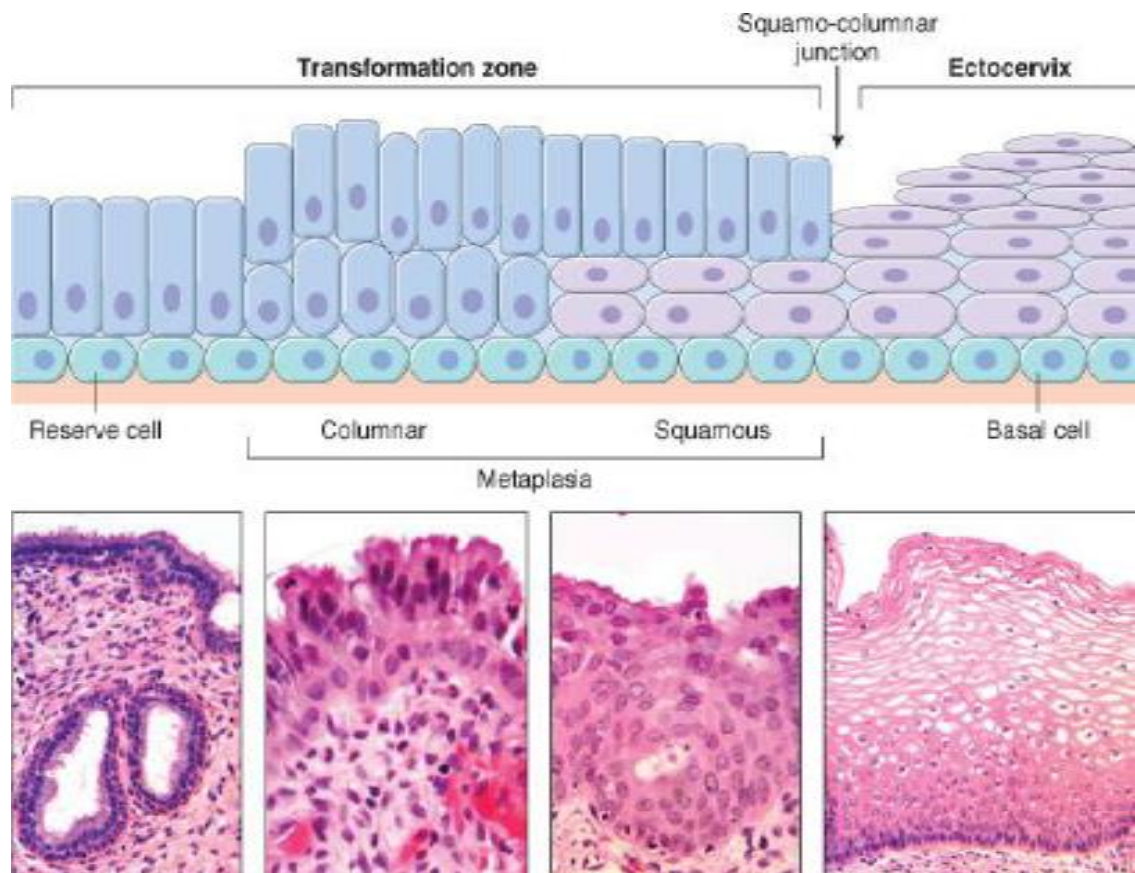 Squamo-columnar
junction
Transformation zone
Ectocervix
Reserve cell
Columnar
Squamous
Basal cell
Metaplasia